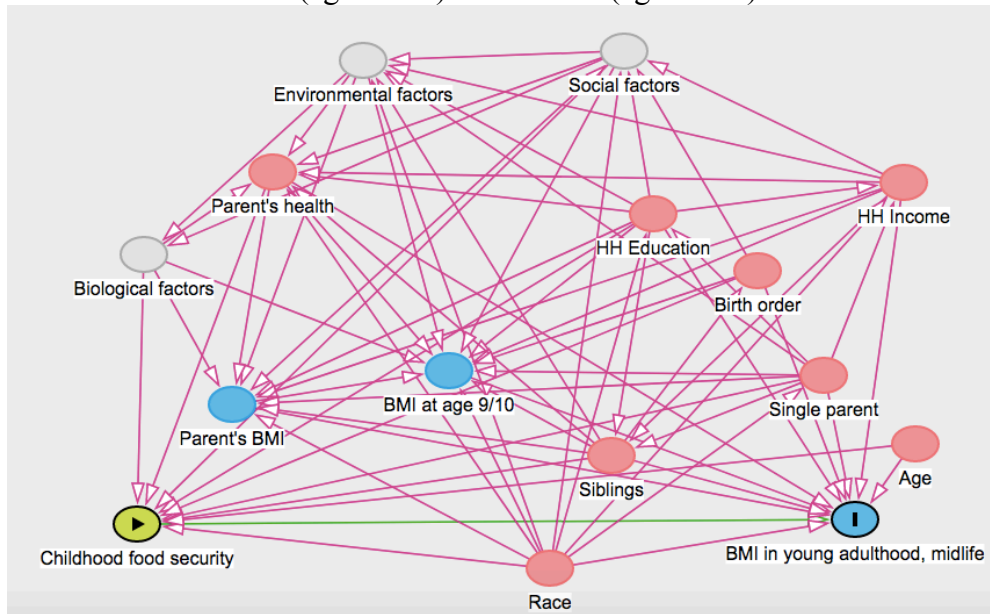 Social factors
Environmental factors
Parent's health
HH Income
HH Education
Biological factors
Birth order
BMI at age 9/10
Single parent
Parent's BMI
Age
Siblings
Childhood food security
BMI in young adulthood, midlife
Race